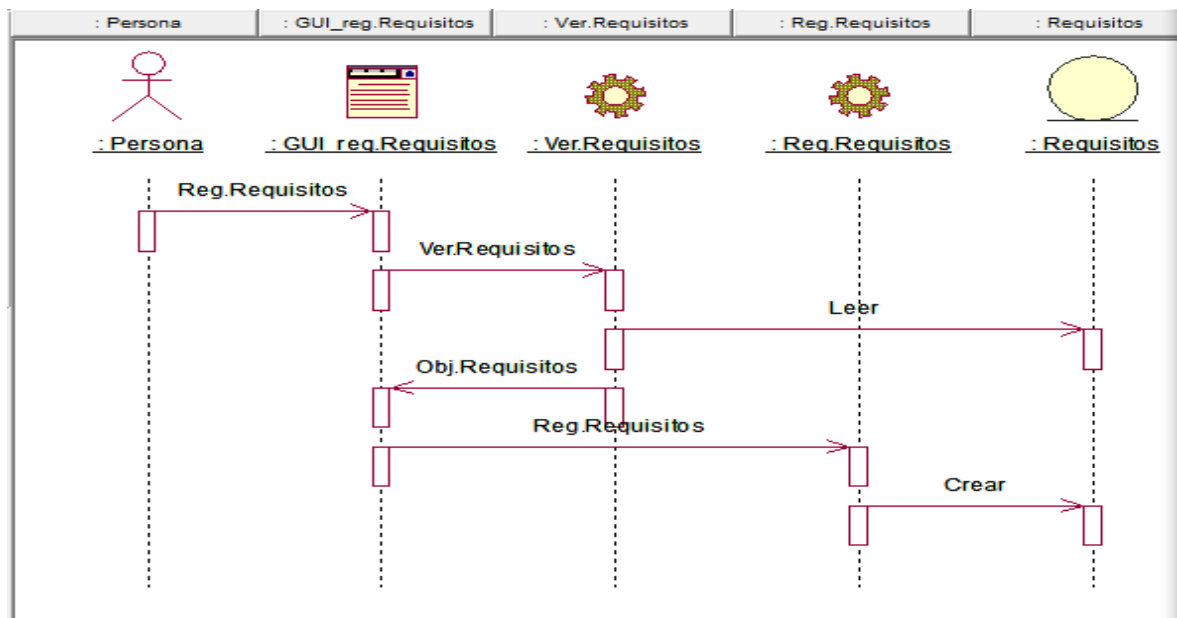 : Persona
: GUI_reg.Requisitos
: Ver.Requisitos
: Reg.Requisitos
: Requisitos
: Persona
: GUI_reg.Requisitos
: Ver.Requisitos
: Reg.Requisitos
: Requisitos
Reg.Requisitos
Ver.Requisitos
Leer
Obj.Requisitos
Reg.Requisitos
Crear